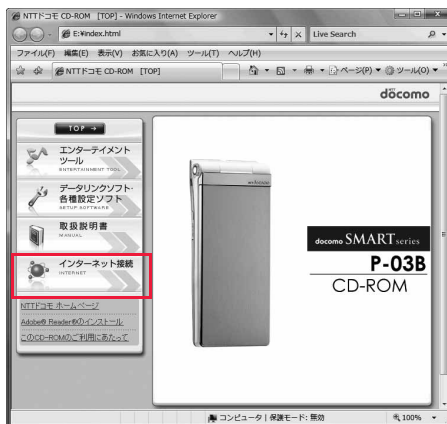 NTTドコモ CD-ROM [TOP] - Windows Internet Explorer
E:¥index.html
Live Search
ファイル(F) 編集(E) 表示(V) お気に入り(A) ツール(T) ヘルプ(H)
NTTドコモ CD-ROM [TOP]
ページ(P) ツール(O)
döcomo
TOP →
エンターテイメント
ツール
ENTERTAINMENT TOOL
データリンクソフト・
各種設定ソフト
SETUP SOFTWARE
取扱説明書
MANUAL
インターネット接続
INTERNET
NTTドコモ ホームページ
Adobe® Reader®のインストール
このCD-ROMのご利用にあたって
docomo SMART series
P-03B
CD-ROM
コンピュータ | 保護モード: 無効
100%